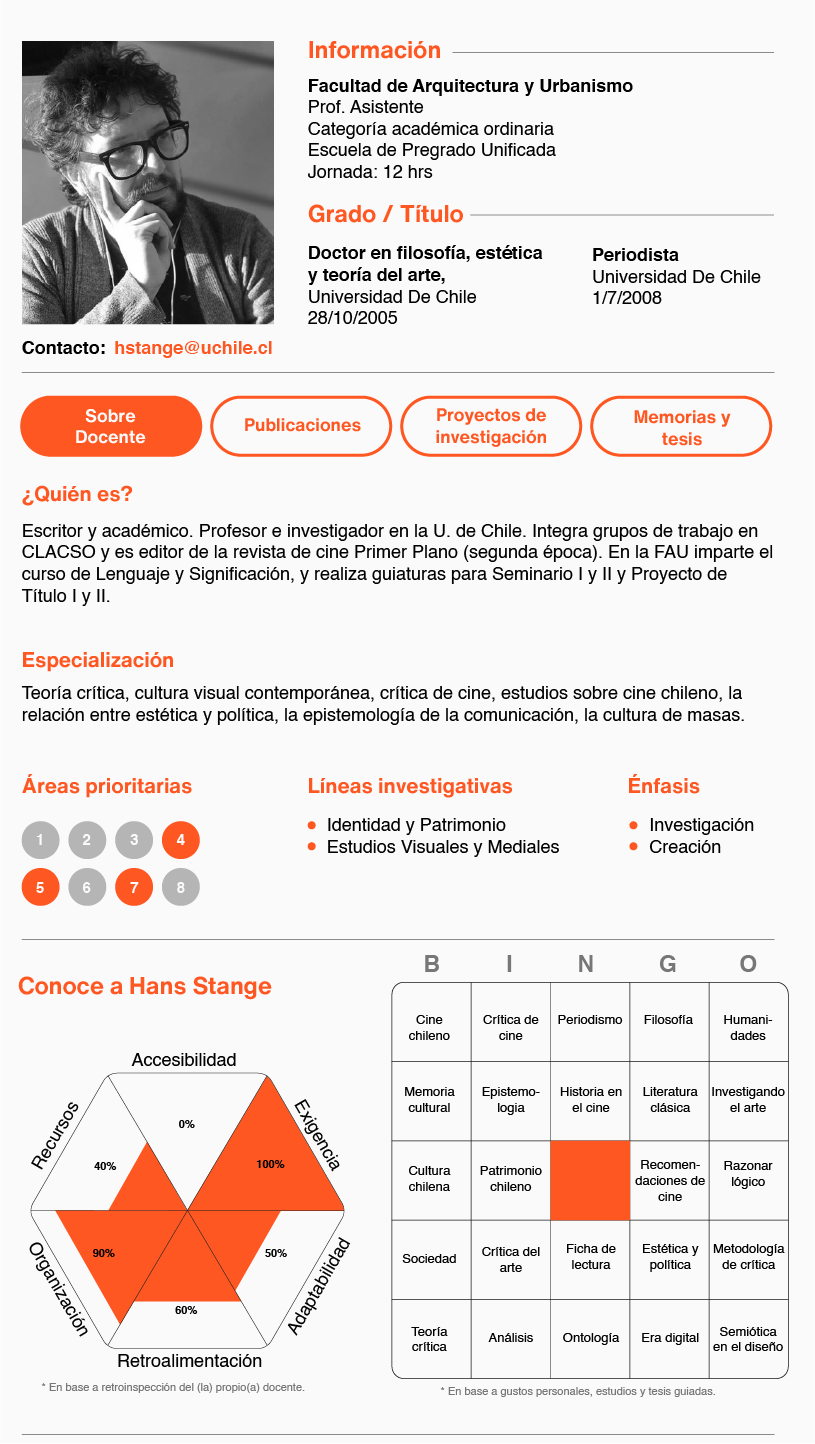 Información
Facultad de Arquitectura y Urbanismo
Prof. Asistente
Categoría académica ordinaria
Escuela de Pregrado Unificada
Jornada: 12 hrs
Grado / Título
Doctor en filosofía, estética
y teoría del arte,
Universidad De Chile
28/10/2005
Periodista
Universidad De Chile
1/7/2008
Contacto: hstange@uchile.cl
Sobre
Docente
Publicaciones
Proyectos de
investigación
Memorias y
tesis
¿Quién es?
Escritor y académico. Profesor e investigador en la U. de Chile. Integra grupos de trabajo en
CLACSO y es editor de la revista de cine Primer Plano (segunda época). En la FAU imparte el
curso de Lenguaje y Significación, y realiza guiaturas para Seminario I y II y Proyecto de
Título I y II.
Especialización
Teoría crítica, cultura visual contemporánea, crítica de cine, estudios sobre cine chileno, la
relación entre estética y política, la epistemología de la comunicación, la cultura de masas.
Áreas prioritarias
1 2 3 4
5 6 7 8
Líneas investigativas
Identidad y Patrimonio
Estudios Visuales y Mediales
Énfasis
Investigación
Creación
Conoce a Hans Stange
Accesibilidad
0%
Exigencia
100%
Adaptabilidad
50%
Retroalimentación
60%
Organización
90%
Recursos
40%
* En base a retroinspección del (la) propio(a) docente.
B I N G O
Cine
chileno
Crítica de
cine
Periodismo
Filosofía
Humani-
dades
Memoria
cultural
Epistemo-
logia
Historia en
el cine
Literatura
clásica
Investigando
el arte
Cultura
chilena
Patrimonio
chileno
Recomen-
daciones de
cine
Razonar
lógico
Sociedad
Crítica del
arte
Ficha de
lectura
Estética y
política
Metodología
de crítica
Teoría
crítica
Análisis
Ontología
Era digital
Semiótica
en el diseño
* En base a gustos personales, estudios y tesis guiadas.